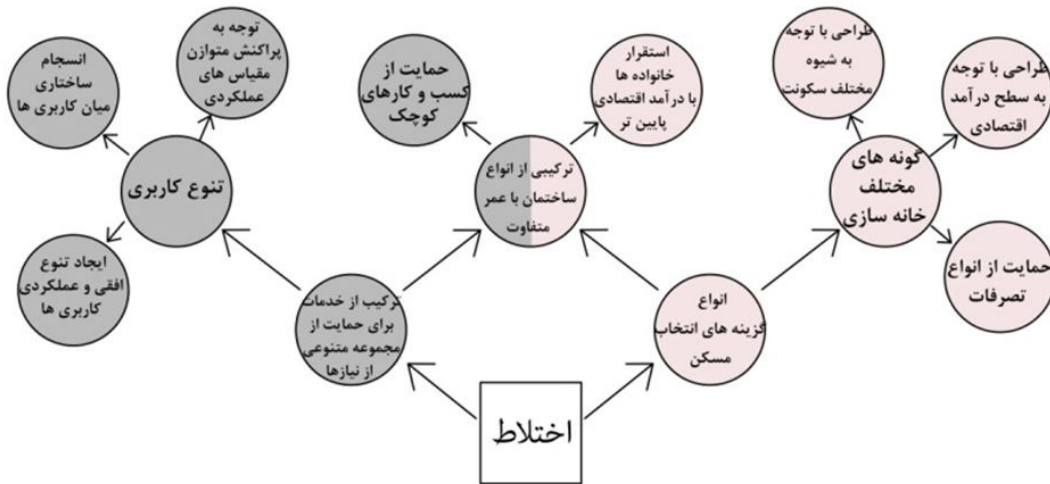 توجه به
پراکنش متوازن
مقیاس های
عملکردی
انسجام
ساختاری
میان کاربری ها
تنوع کاربری
ایجاد تنوع
افقی و عملکردی
کاربری ها
حمایت از
کسب و کارهای
کوچک
استقرار
خانواده ها
با درآمد اقتصادی
پایین تر
ترکیبی از انواع
ساختمان با عمر
متفاوت
طراحی با توجه
به شیوه
مختلف سکونت
طراحی با توجه
به سطح درآمد
اقتصادی
گونه های
مختلف
خانه سازی
حمایت از انواع
تصرفات
ترکیب از خدمات
برای حمایت از
مجموعه متنوعی
از نیازها
انواع
گزینه های انتخاب
مسکن
اختلاط